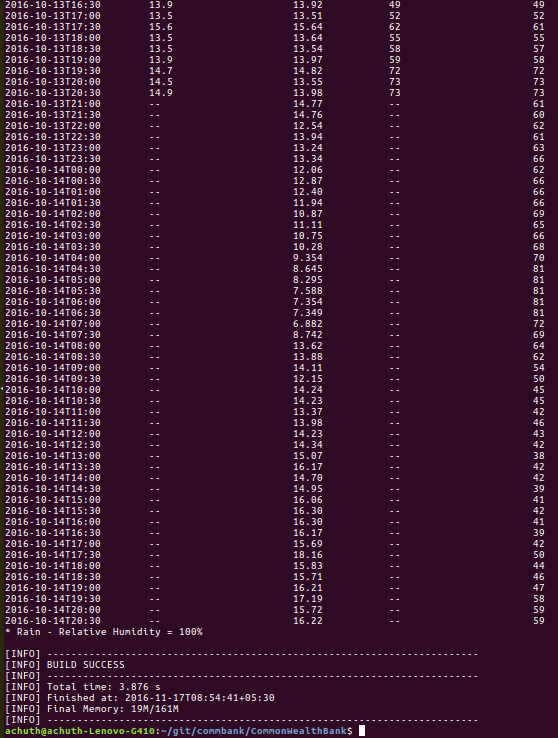 2016-10-13T16:30 13.9 13.92 49 49
2016-10-13T17:00 13.5 13.51 52 52
2016-10-13T17:30 15.6 15.64 62 61
2016-10-13T18:00 13.5 13.64 55 55
2016-10-13T18:30 13.5 13.54 58 57
2016-10-13T19:00 13.9 13.97 59 58
2016-10-13T19:30 14.7 14.82 72 72
2016-10-13T20:00 14.5 13.55 73 73
2016-10-13T20:30 14.9 13.98 73 73
2016-10-13T21:00 -- 14.77 -- 61
2016-10-13T21:30 -- 14.76 -- 60
2016-10-13T22:00 -- 12.54 -- 62
2016-10-13T22:30 -- 13.94 -- 61
2016-10-13T23:00 -- 13.24 -- 63
2016-10-13T23:30 -- 13.34 -- 66
2016-10-14T00:00 -- 12.06 -- 62
2016-10-14T00:30 -- 12.87 -- 66
2016-10-14T01:00 -- 12.40 -- 66
2016-10-14T01:30 -- 11.94 -- 66
2016-10-14T02:00 -- 10.87 -- 69
2016-10-14T02:30 -- 11.11 -- 65
2016-10-14T03:00 -- 10.75 -- 66
2016-10-14T03:30 -- 10.28 -- 68
2016-10-14T04:00 -- 9.354 -- 70
2016-10-14T04:30 -- 8.645 -- 81
2016-10-14T05:00 -- 8.295 -- 81
2016-10-14T05:30 -- 7.588 -- 81
2016-10-14T06:00 -- 7.354 -- 81
2016-10-14T06:30 -- 7.349 -- 81
2016-10-14T07:00 -- 6.882 -- 72
2016-10-14T07:30 -- 8.742 -- 69
2016-10-14T08:00 -- 13.62 -- 64
2016-10-14T08:30 -- 13.88 -- 62
2016-10-14T09:00 -- 14.11 -- 54
2016-10-14T09:30 -- 12.15 -- 50
2016-10-14T10:00 -- 14.24 -- 45
2016-10-14T10:30 -- 14.23 -- 45
2016-10-14T11:00 -- 13.37 -- 42
2016-10-14T11:30 -- 13.98 -- 46
2016-10-14T12:00 -- 14.23 -- 43
2016-10-14T12:30 -- 14.34 -- 42
2016-10-14T13:00 -- 15.07 -- 38
2016-10-14T13:30 -- 16.17 -- 42
2016-10-14T14:00 -- 14.70 -- 42
2016-10-14T14:30 -- 14.95 -- 39
2016-10-14T15:00 -- 16.06 -- 41
2016-10-14T15:30 -- 16.30 -- 42
2016-10-14T16:00 -- 16.30 -- 41
2016-10-14T16:30 -- 16.17 -- 39
2016-10-14T17:00 -- 15.69 -- 42
2016-10-14T17:30 -- 18.16 -- 50
2016-10-14T18:00 -- 15.83 -- 44
2016-10-14T18:30 -- 15.71 -- 46
2016-10-14T19:00 -- 16.21 -- 47
2016-10-14T19:30 -- 17.19 -- 58
2016-10-14T20:00 -- 15.72 -- 59
2016-10-14T20:30 -- 16.22 -- 59
* Rain - Relative Humidity = 100%
[INFO] ------------------------------------------------------------------------
[INFO] BUILD SUCCESS
[INFO] ------------------------------------------------------------------------
[INFO] Total time: 3.876 s
[INFO] Finished at: 2016-11-17T08:54:41+05:30
[INFO] Final Memory: 19M/161M
[INFO] ------------------------------------------------------------------------
achuth@achuth-Lenovo-G410:~/git/commbank/CommonWealthBank$